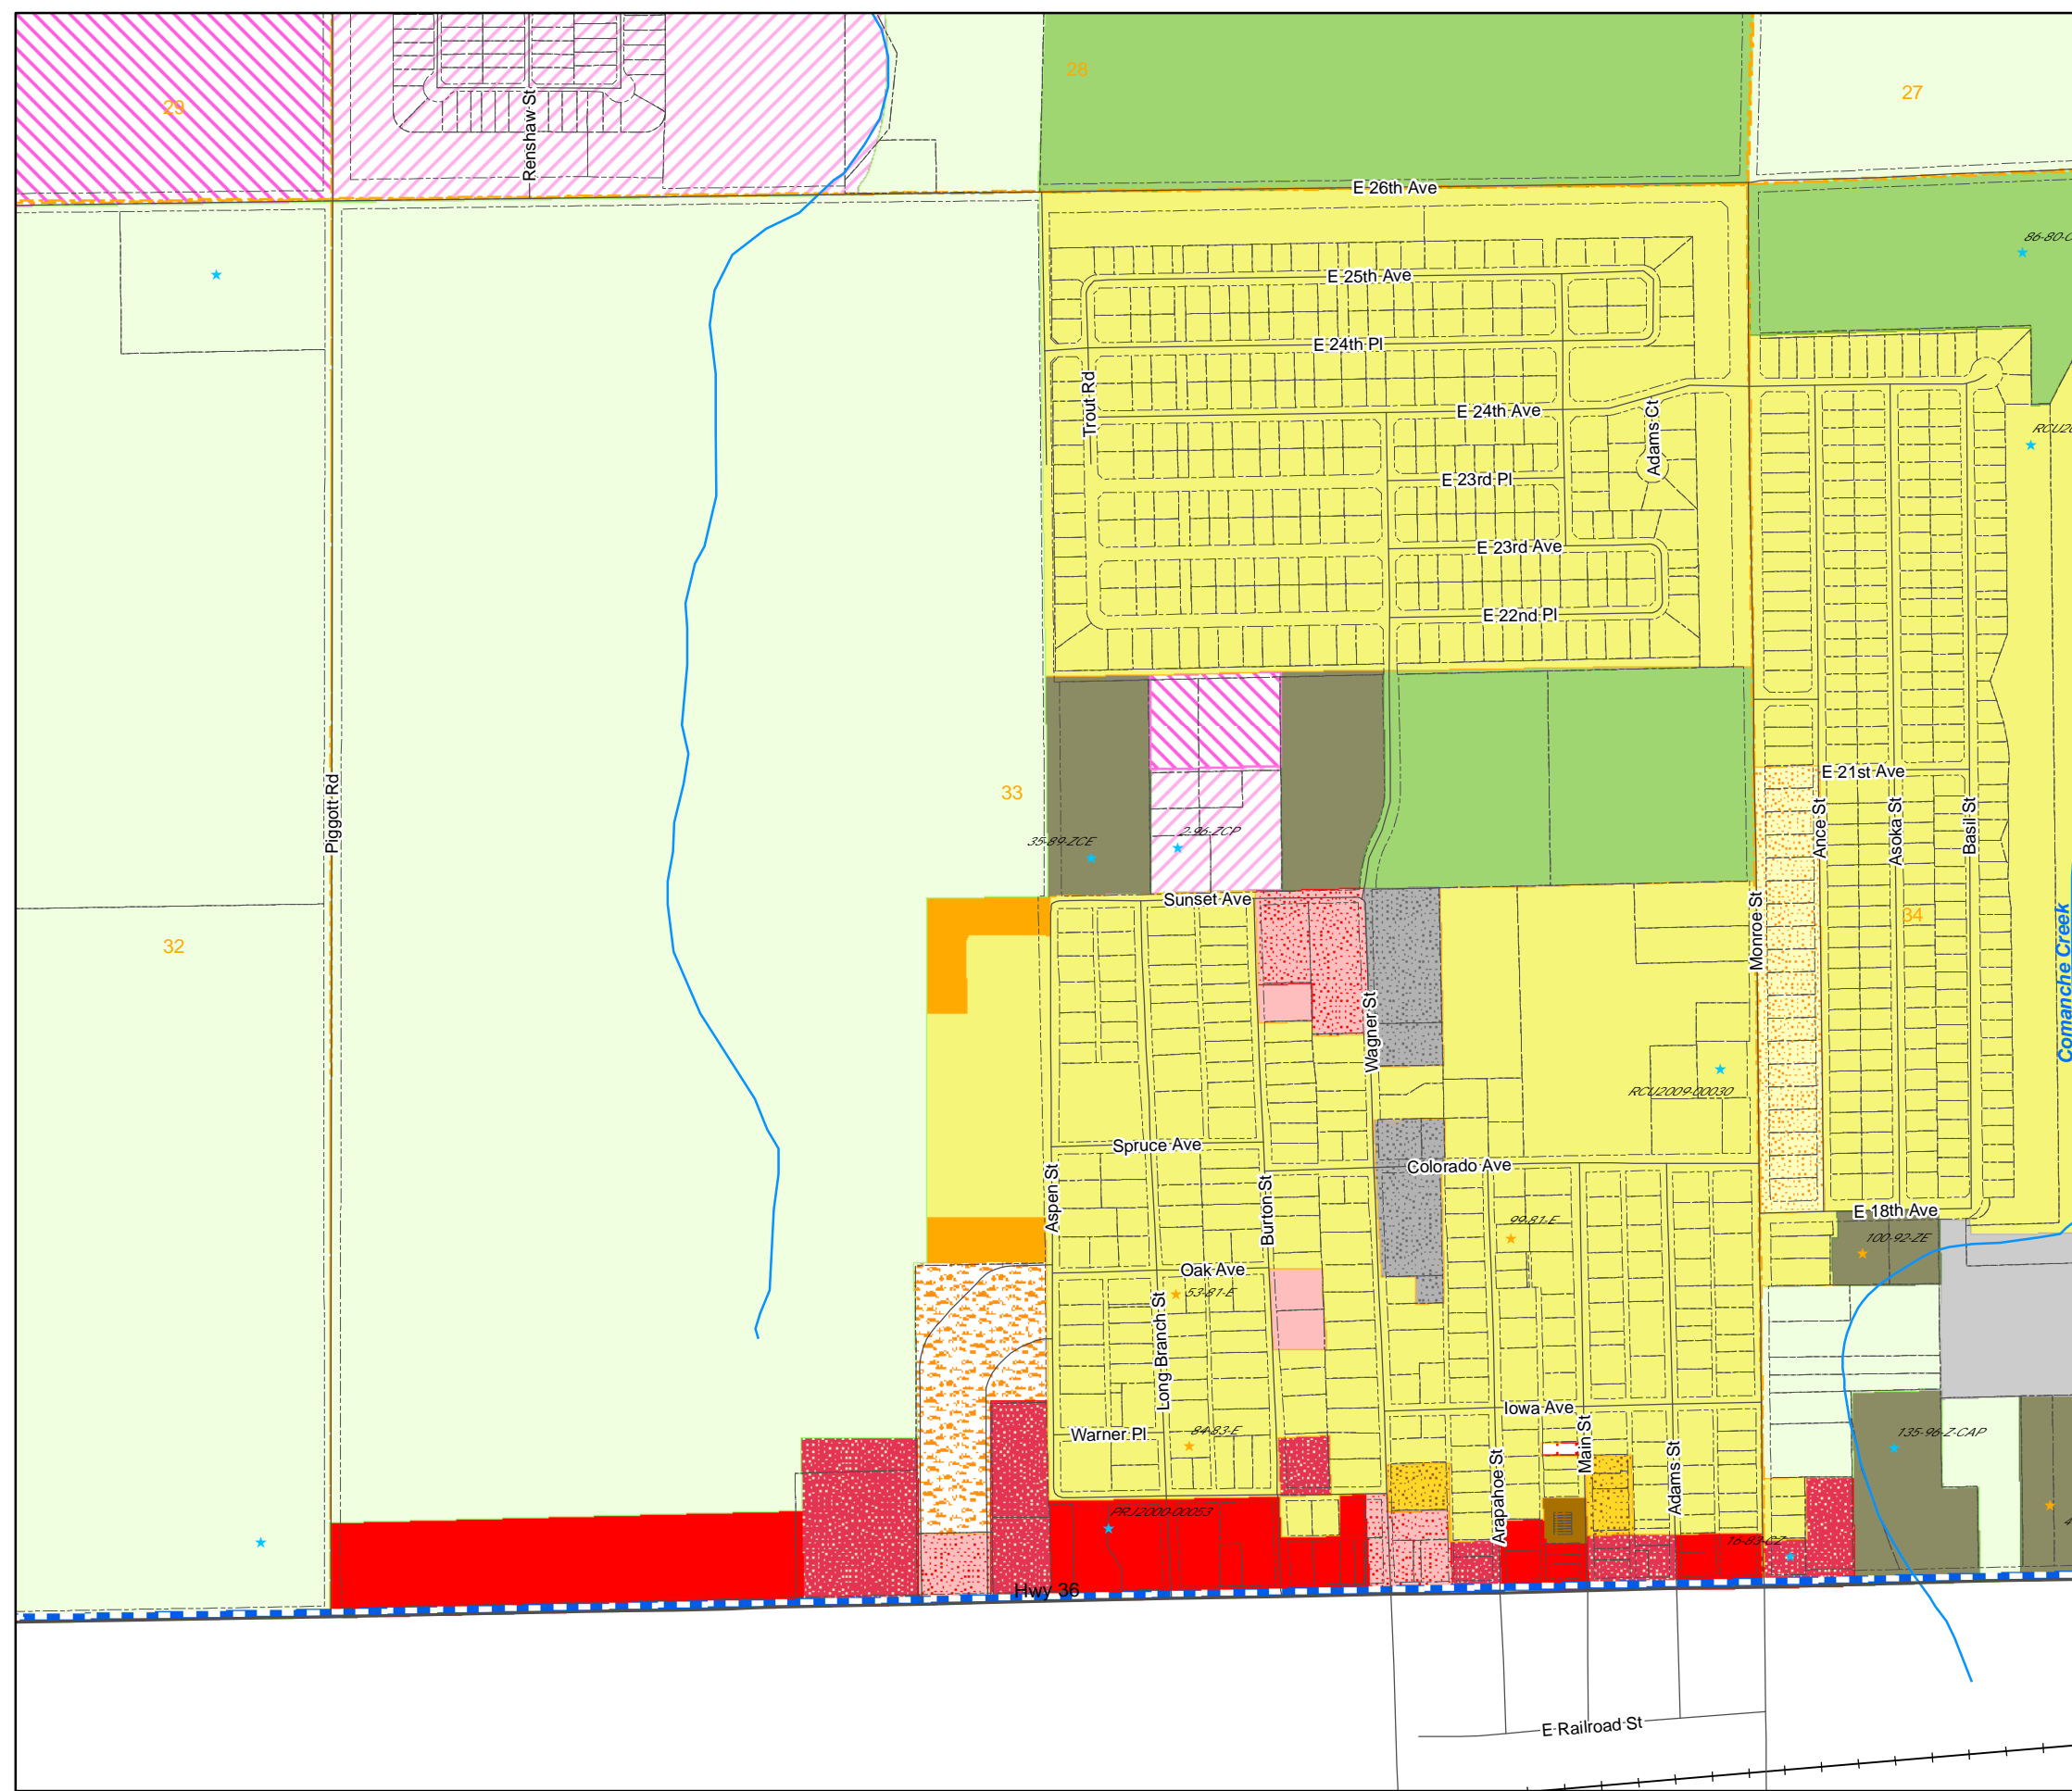 28
27
29
Renshaw St
E 26th Ave
E 25th Ave
E 24th Pl
Trout Rd
E 24th Ave
Adams Ct
E 23rd Pl
E 23rd Ave
E 22nd Pl
E 21st Ave
Piggott Rd
33
35-89-ZCE
2-96-ZCP
Ance St
Asoka St
Basil St
Sunset Ave
34
Monroe St
32
Comanche Creek
Wagner St
RCU2009-00030
Spruce Ave
Colorado Ave
Aspen St
Burton St
E 18th Ave
99-81-E
100-92-ZE
Oak Ave
53-81-E
Long Branch St
Iowa Ave
Warner Pl
84-83-E
Main St
135-96-Z-CAP
Arapahoe St
Adams St
PRJ2000-00053
16-83-CZ
Hwy 36
E Railroad St